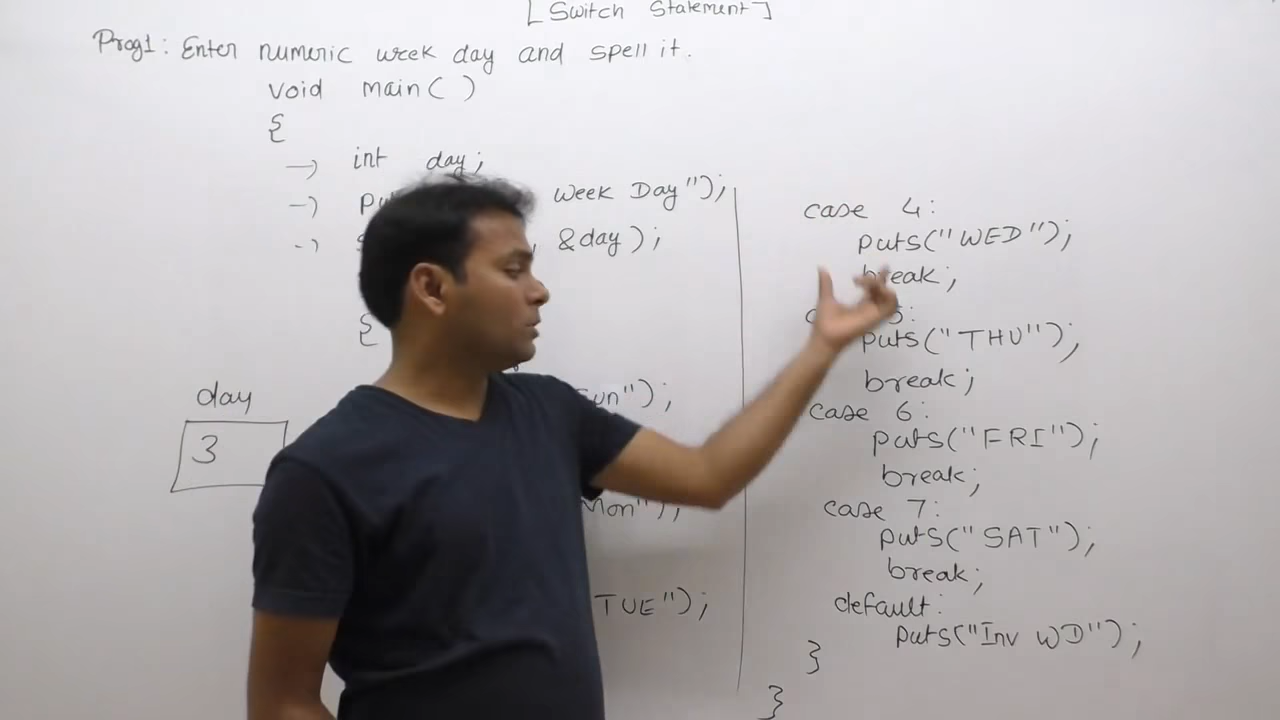 [Switch Statement]
Prog1: Enter numeric week day and spell it.
void main( )
{
→ int day;
→ Week Day");
→ , &day);
{
Sun");
Mon");
TUE");
day
3
case 4:
puts("WED");
break;
5:
puts("THU");
break;
case 6:
puts("FRI");
break;
case 7:
puts("SAT");
break;
default:
puts("Inv WD");
}
}